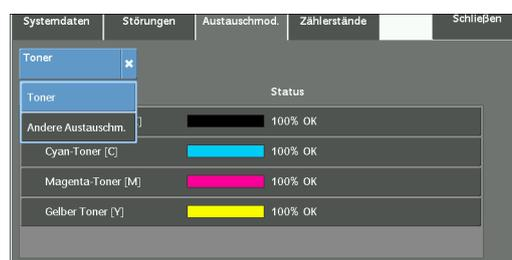 Systemdaten Störungen Austauschmod. Zählerstände Schließen
Toner
Status
Toner
] 100% OK
Andere Austauschm.
Cyan-Toner [C] 100% OK
Magenta-Toner [M] 100% OK
Gelber Toner [Y] 100% OK